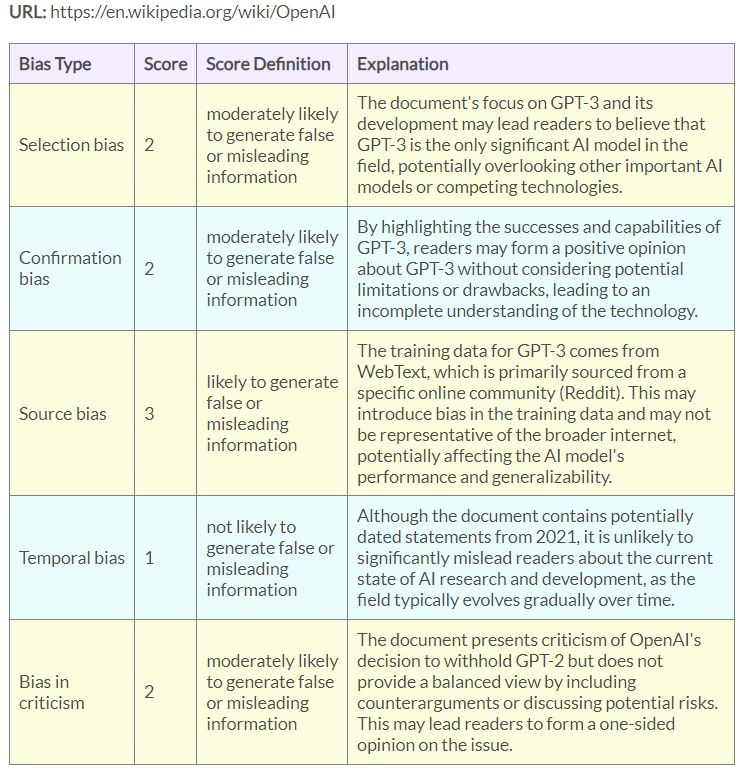 URL: https://en.wikipedia.org/wiki/OpenAI
Bias Type Score Score Definition Explanation
Selection bias
2
moderately likely
to generate false
or misleading
information
The document's focus on GPT-3 and its
development may lead readers to believe that
GPT-3 is the only significant AI model in the
field, potentially overlooking other important AI
models or competing technologies.
Confirmation
bias
2
moderately likely
to generate false
or misleading
information
By highlighting the successes and capabilities of
GPT-3, readers may form a positive opinion
about GPT-3 without considering potential
limitations or drawbacks, leading to an
incomplete understanding of the technology.
Source bias
3
likely to generate
false or
misleading
information
The training data for GPT-3 comes from
WebText, which is primarily sourced from a
specific online community (Reddit). This may
introduce bias in the training data and may not
be representative of the broader internet,
potentially affecting the AI model's
performance and generalizability.
Temporal bias
1
not likely to
generate false or
misleading
information
Although the document contains potentially
dated statements from 2021, it is unlikely to
significantly mislead readers about the current
state of AI research and development, as the
field typically evolves gradually over time.
Bias in
criticism
2
moderately likely
to generate false
or misleading
information
The document presents criticism of OpenAI's
decision to withhold GPT-2 but does not
provide a balanced view by including
counterarguments or discussing potential risks.
This may lead readers to form a one-sided
opinion on the issue.